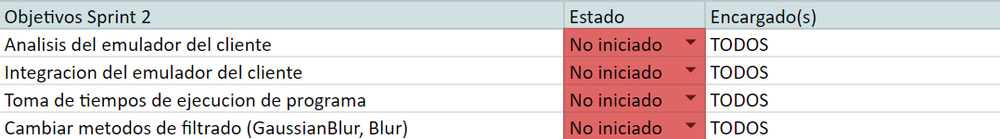 Objetivos Sprint 2 Estado Encargado(s)
Analisis del emulador del cliente No iniciado TODOS
Integracion del emulador del cliente No iniciado TODOS
Toma de tiempos de ejecucion de programa No iniciado TODOS
Cambiar metodos de filtrado (GaussianBlur, Blur) No iniciado TODOS